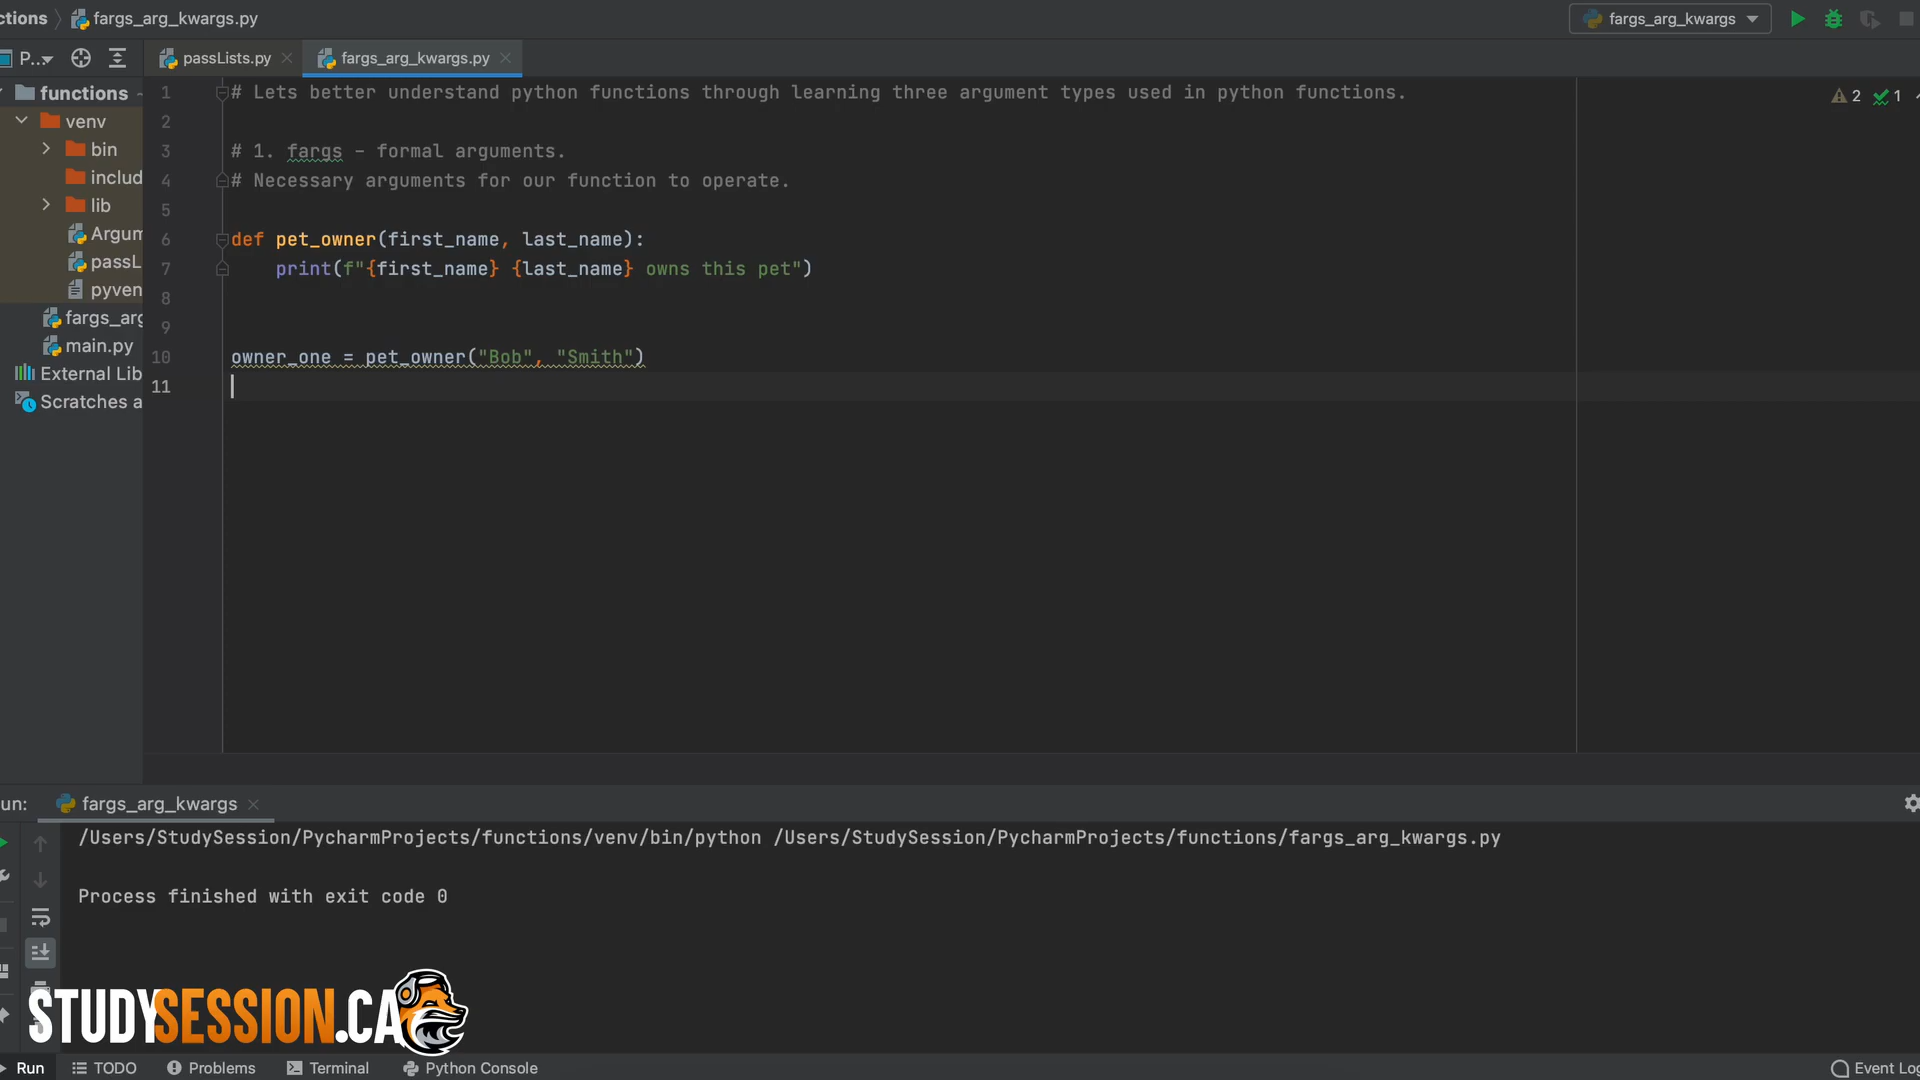 ctions fargs_arg_kwargs.py fargs_arg_kwargs
P... passLists.py fargs_arg_kwargs.py
functions
venv
bin
includ
lib
Argum
passL
pyven
fargs_arg
main.py
External Lib
Scratches a
1 # Lets better understand python functions through learning three argument types used in python functions.
2
3 # 1. fargs - formal arguments.
4 # Necessary arguments for our function to operate.
5
6 def pet_owner(first_name, last_name):
7 print(f"{first_name} {last_name} owns this pet")
8
9
10 owner_one = pet_owner("Bob", "Smith")
11
2 1
un: fargs_arg_kwargs
/Users/StudySession/PycharmProjects/functions/venv/bin/python /Users/StudySession/PycharmProjects/functions/fargs_arg_kwargs.py
Process finished with exit code 0
STUDYSESSION.CA
Run TODO Problems Terminal Python Console Event Log